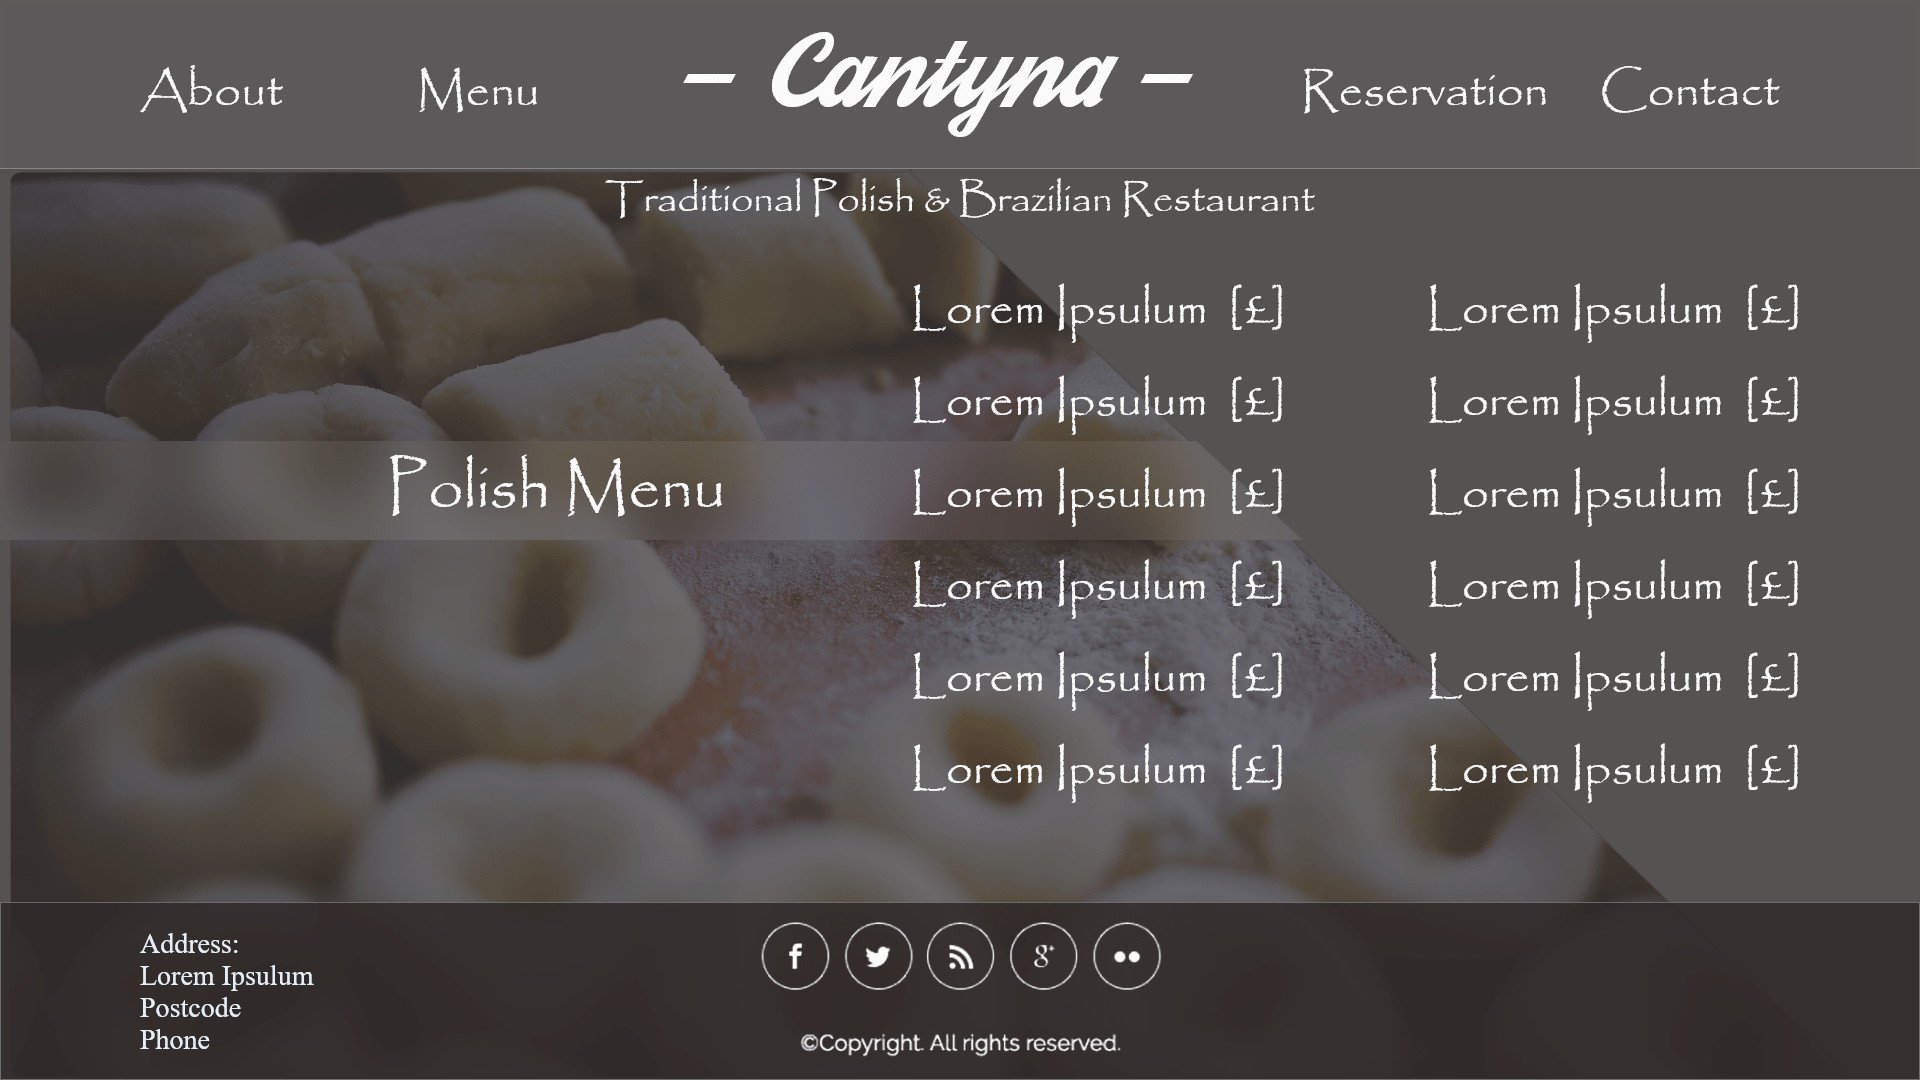 About Menu – Cantyna – Reservation Contact
Traditional Polish & Brazilian Restaurant
Lorem Ipsulum [£] Lorem Ipsulum [£]
Lorem Ipsulum [£] Lorem Ipsulum [£]
Polish Menu Lorem Ipsulum [£] Lorem Ipsulum [£]
Lorem Ipsulum [£] Lorem Ipsulum [£]
Lorem Ipsulum [£] Lorem Ipsulum [£]
Lorem Ipsulum [£] Lorem Ipsulum [£]
Address:
Lorem Ipsulum
Postcode
Phone
©Copyright. All rights reserved.